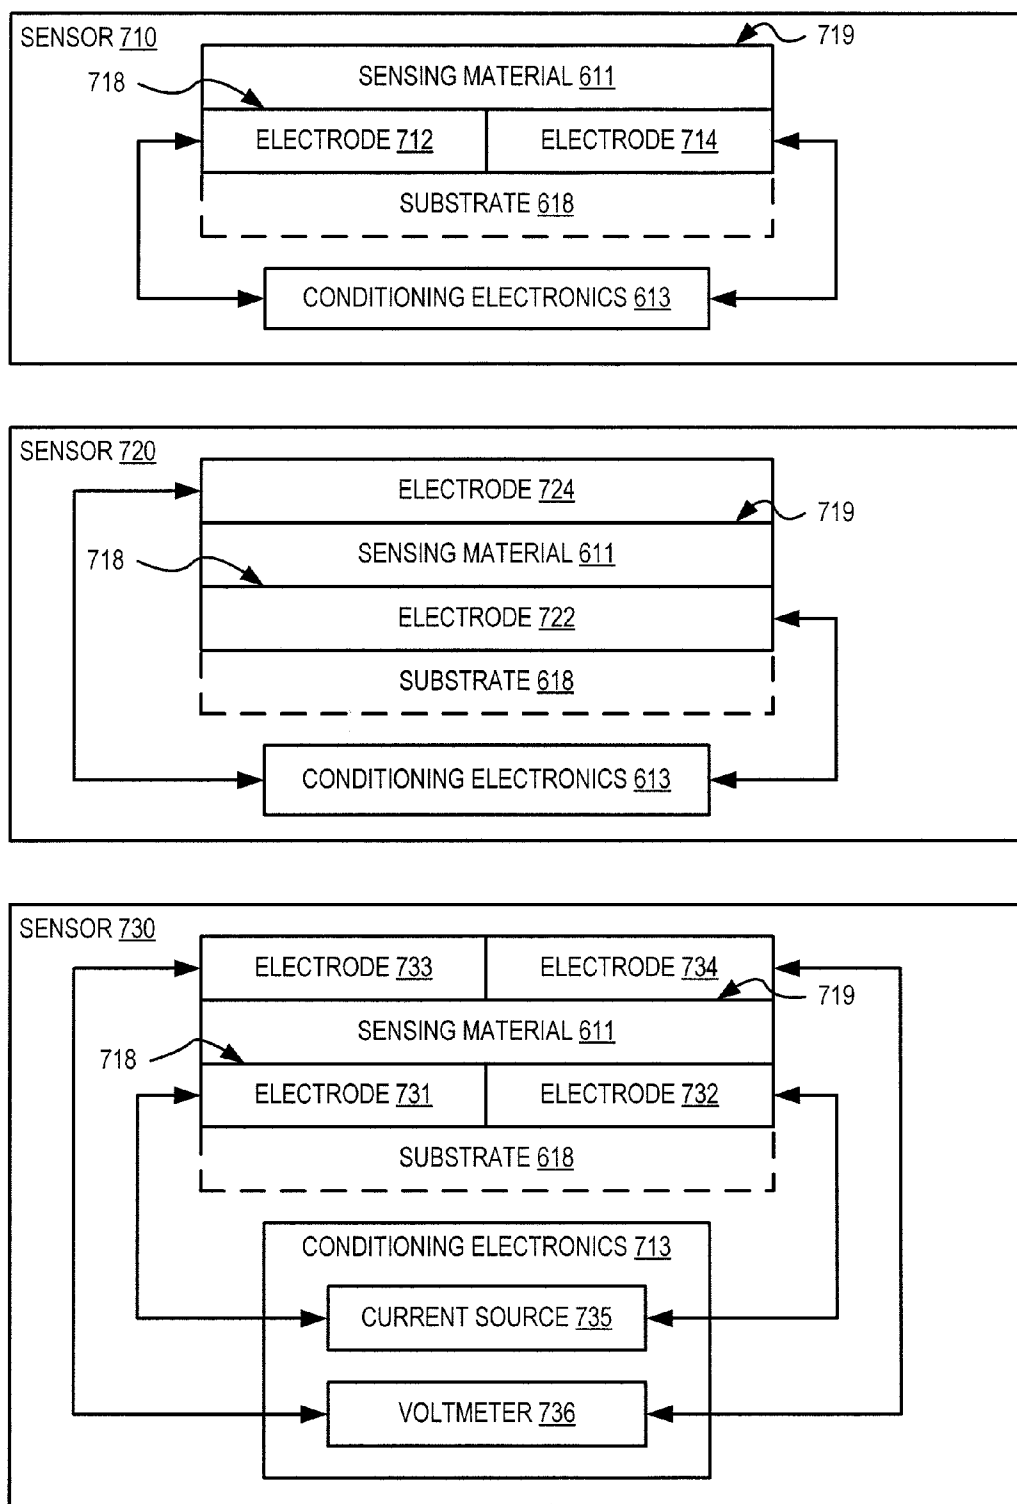 SENSOR 710
719
SENSING MATERIAL 611
718
ELECTRODE 712
ELECTRODE 714
SUBSTRATE 618
CONDITIONING ELECTRONICS 613
SENSOR 720
ELECTRODE 724
719
SENSING MATERIAL 611
718
ELECTRODE 722
SUBSTRATE 618
CONDITIONING ELECTRONICS 613
SENSOR 730
ELECTRODE 733
ELECTRODE 734
719
SENSING MATERIAL 611
718
ELECTRODE 731
ELECTRODE 732
SUBSTRATE 618
CONDITIONING ELECTRONICS 713
CURRENT SOURCE 735
VOLTMETER 736